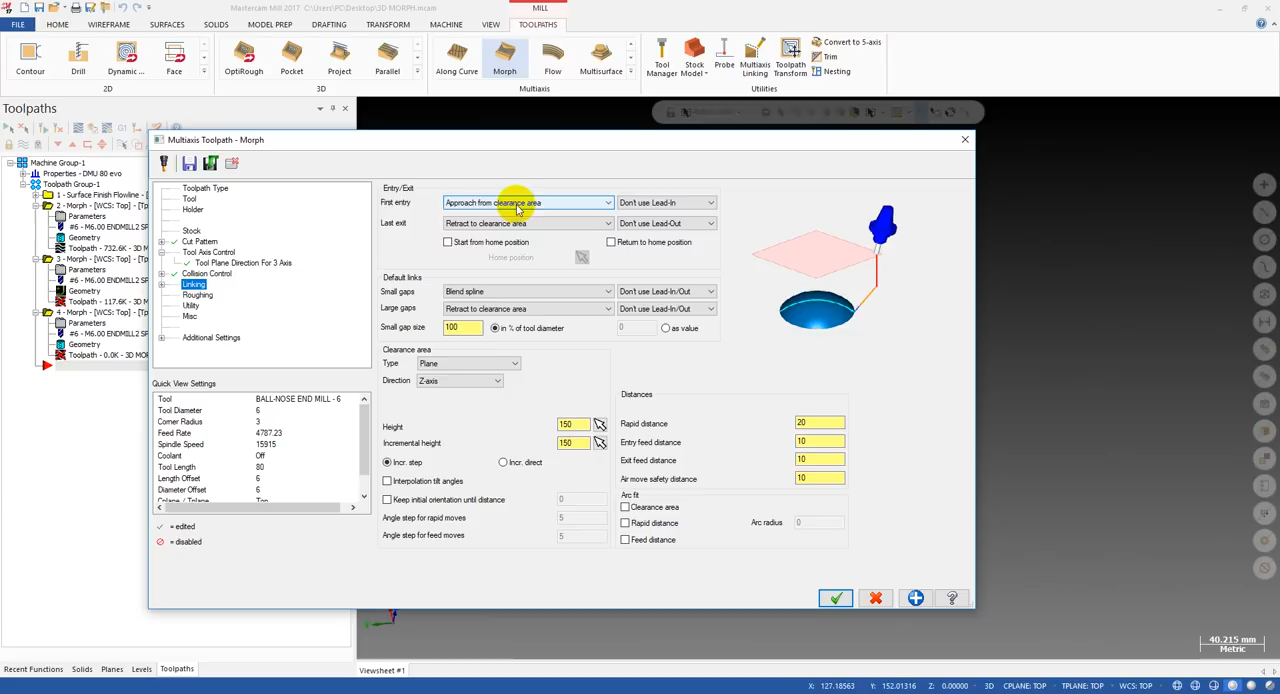 Mastercam Mill 2017  C:\Users\PC\Desktop\3D MORPH.mcam
MILL
FILE HOME WIREFRAME SURFACES SOLIDS MODEL PREP DRAFTING TRANSFORM MACHINE VIEW TOOLPATHS
Contour Drill Dynamic ... Face OptiRough Pocket Project Parallel Along Curve Morph Flow Multisurface Tool Manager Stock Model Probe Multiaxis Linking Toolpath Transform
Convert to 5-axis
Trim
Nesting
2D 3D Multiaxis Utilities
Toolpaths
Machine Group-1
Properties - DMU 80 evo
Toolpath Group-1
1 - Surface Finish Flowline -
2 - Morph - [WCS: Top] - [Tp
Parameters
#6 - M6.00 ENDMILL2 SP
Geometry
Toolpath - 732.6K - 3D M
3 - Morph - [WCS: Top] - [Tp
Parameters
#6 - M6.00 ENDMILL2 SP
Geometry
Toolpath - 117.6K - 3D M
4 - Morph - [WCS: Top] - [Tp
Parameters
#6 - M6.00 ENDMILL2 SP
Geometry
Toolpath - 0.0K - 3D MOR
Multiaxis Toolpath - Morph
Toolpath Type
Tool
Holder
Stock
Cut Pattern
Tool Axis Control
Tool Plane Direction For 3 Axis
Collision Control
Linking
Roughing
Utility
Misc
Additional Settings
Quick View Settings
Tool BALL-NOSE END MILL - 6
Tool Diameter 6
Corner Radius 3
Feed Rate 4787.23
Spindle Speed 15915
Coolant Off
Tool Length 80
Length Offset 6
Diameter Offset 6
Cplane / Tplane Top
= edited
= disabled
Entry/Exit
First entry Approach from clearance area Don't use Lead-In
Last exit Retract to clearance area Don't use Lead-Out
Start from home position Return to home position
Home position
Default links
Small gaps Blend spline Don't use Lead-In/Out
Large gaps Retract to clearance area Don't use Lead-In/Out
Small gap size 100 in % of tool diameter 0 as value
Clearance area
Type Plane
Direction Z-axis
Height 150
Incremental height 150
Incr. step Incr. direct
Interpolation tilt angles
Keep initial orientation until distance 0
Angle step for rapid moves 5
Angle step for feed moves 5
Distances
Rapid distance 20
Entry feed distance 10
Exit feed distance 10
Air move safety distance 10
Arc fit
Clearance area
Rapid distance Arc radius 0
Feed distance
40.215 mm
Metric
Recent Functions Solids Planes Levels Toolpaths Viewsheet #1
X: 127.18563 Y: 152.01316 Z: 0.00000 3D CPLANE: TOP TPLANE: TOP WCS: TOP